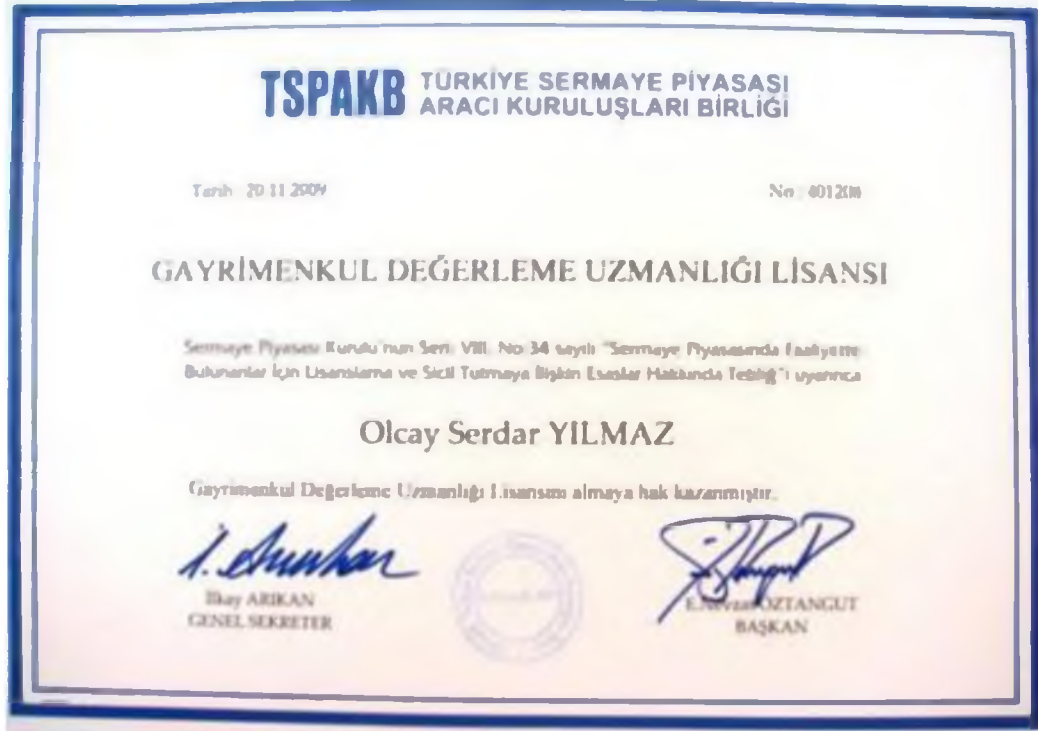 TSPAKB TÜRKİYE SERMAYE PİYASASI
ARACI KURULUŞLARI BİRLİĞİ
Tarih 20.11.2009
No :
GAYRİMENKUL DEĞERLEME UZMANLIĞI LİSANSI
Sermaye Piyasası Kurulu'nun Seri: VIII, No:34 sayılı "Sermaye Piyasasında Faaliyette
Bulunanlar İçin Lisanslama ve Sicil Tutmaya İlişkin Esaslar Hakkında Tebliğ"i uyarınca
Olcay Serdar YILMAZ
Gayrimenkul Değerleme Uzmanlığı Lisansını almaya hak kazanmıştır.
İlkay ARIKAN
GENEL SEKRETER
E.Nevzat ÖZTANGUT
BAŞKAN